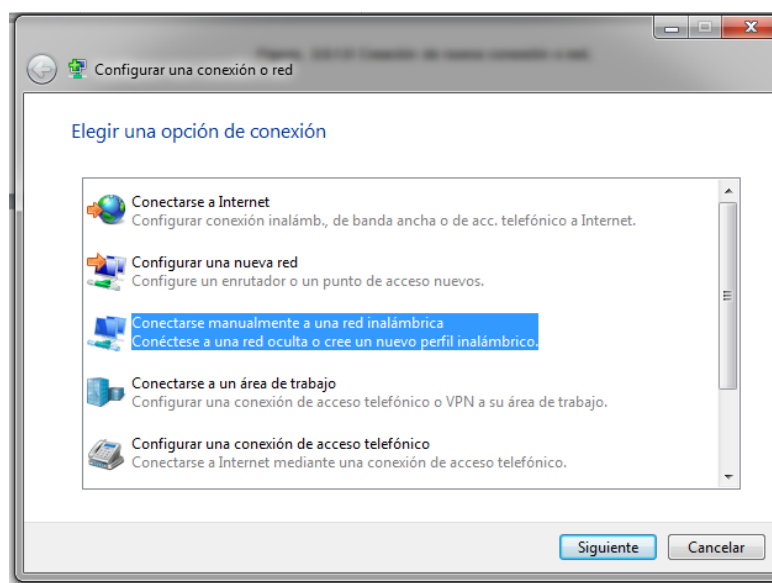 Configurar una conexión o red
Elegir una opción de conexión
Conectarse a Internet
Configurar conexión inalámb., de banda ancha o de acc. telefónico a Internet.
Configurar una nueva red
Configure un enrutador o un punto de acceso nuevos.
Conectarse manualmente a una red inalámbrica
Conéctese a una red oculta o cree un nuevo perfil inalámbrico.
Conectarse a un área de trabajo
Configurar una conexión de acceso telefónico o VPN a su área de trabajo.
Configurar una conexión de acceso telefónico
Conectarse a Internet mediante una conexión de acceso telefónico.
Siguiente
Cancelar